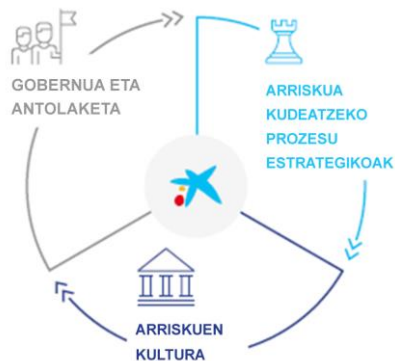 GOBERNUA ETA
ANTOLAKETA
ARRISKUA
KUDEATZEKO
PROZESU
ESTRATEGIKOAK
ARRISKUEN
KULTURA